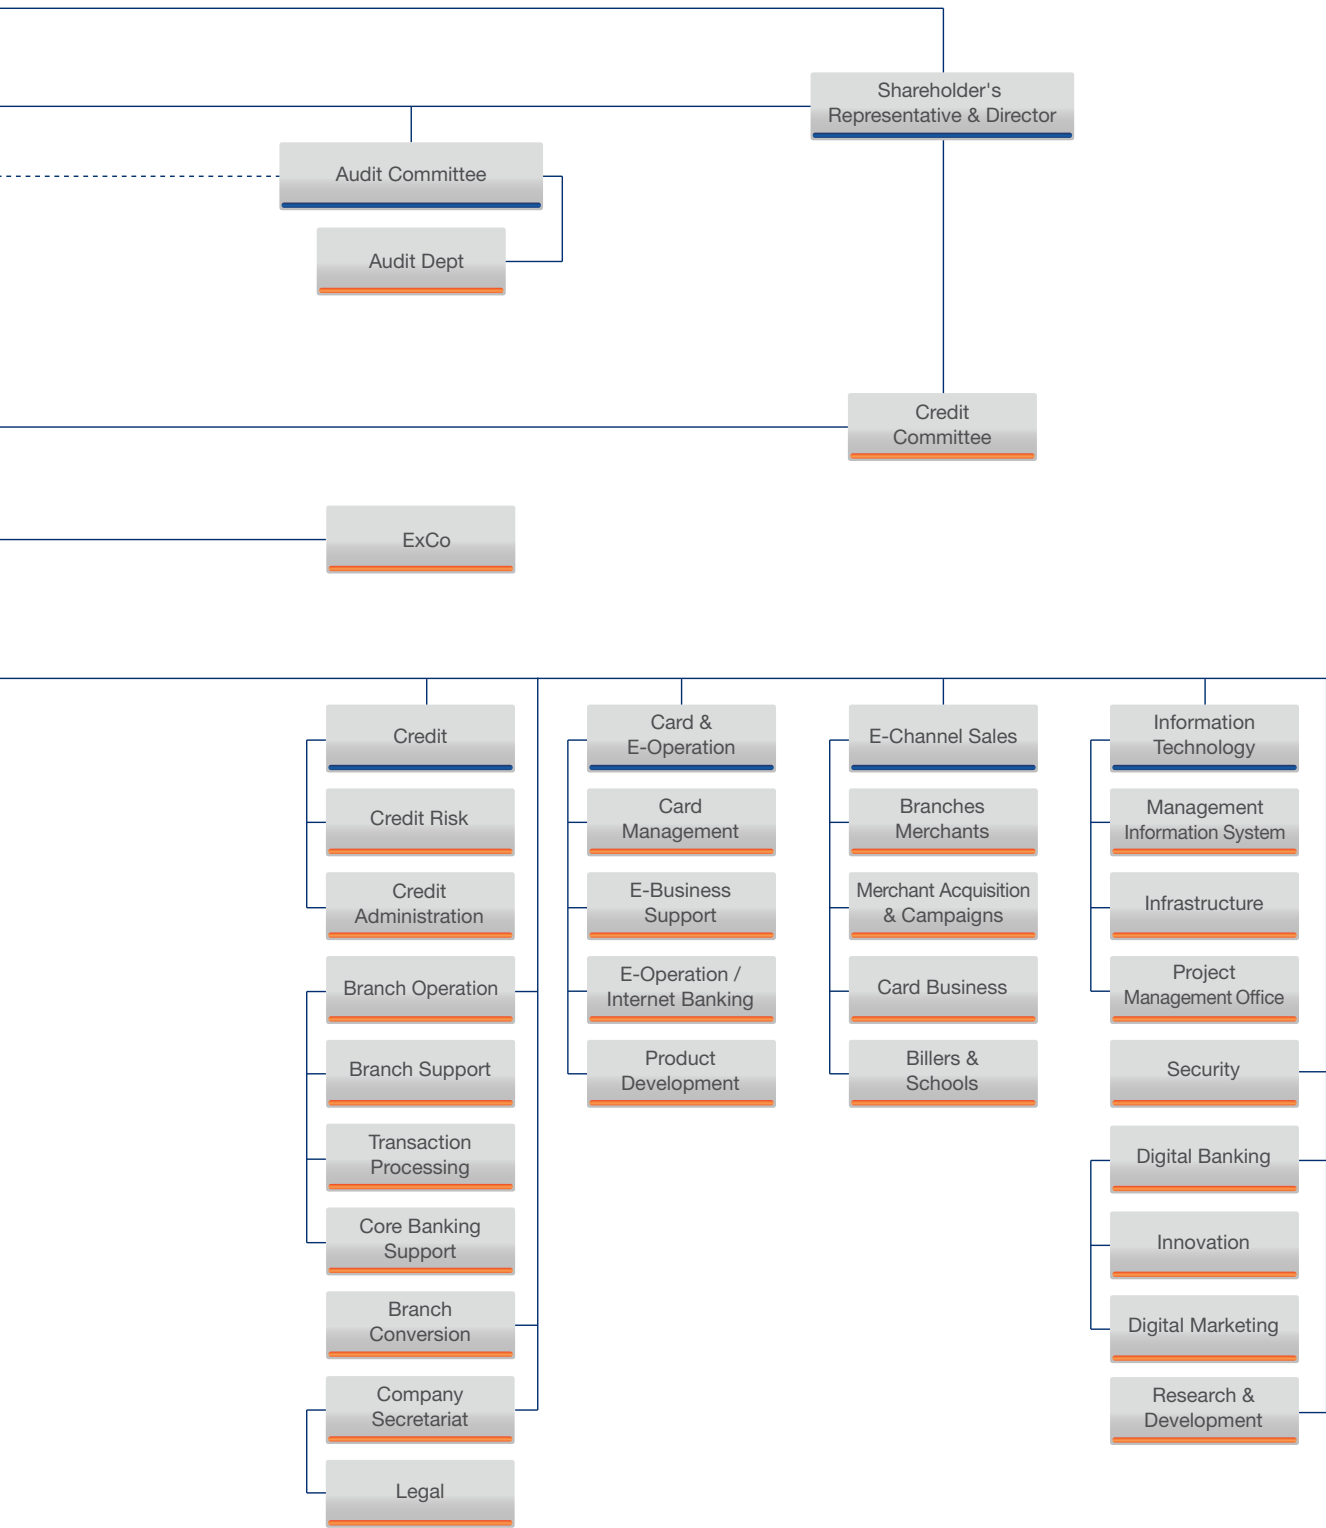 Shareholder's
Representative & Director
Audit Committee
Audit Dept
Credit
Committee
ExCo
Credit
Credit Risk
Credit
Administration
Branch Operation
Branch Support
Transaction
Processing
Core Banking
Support
Branch
Conversion
Company
Secretariat
Legal
Card &
E-Operation
Card
Management
E-Business
Support
E-Operation /
Internet Banking
Product
Development
E-Channel Sales
Branches
Merchants
Merchant Acquisition
& Campaigns
Card Business
Billers &
Schools
Information
Technology
Management
Information System
Infrastructure
Project
Management Office
Security
Digital Banking
Innovation
Digital Marketing
Research &
Development